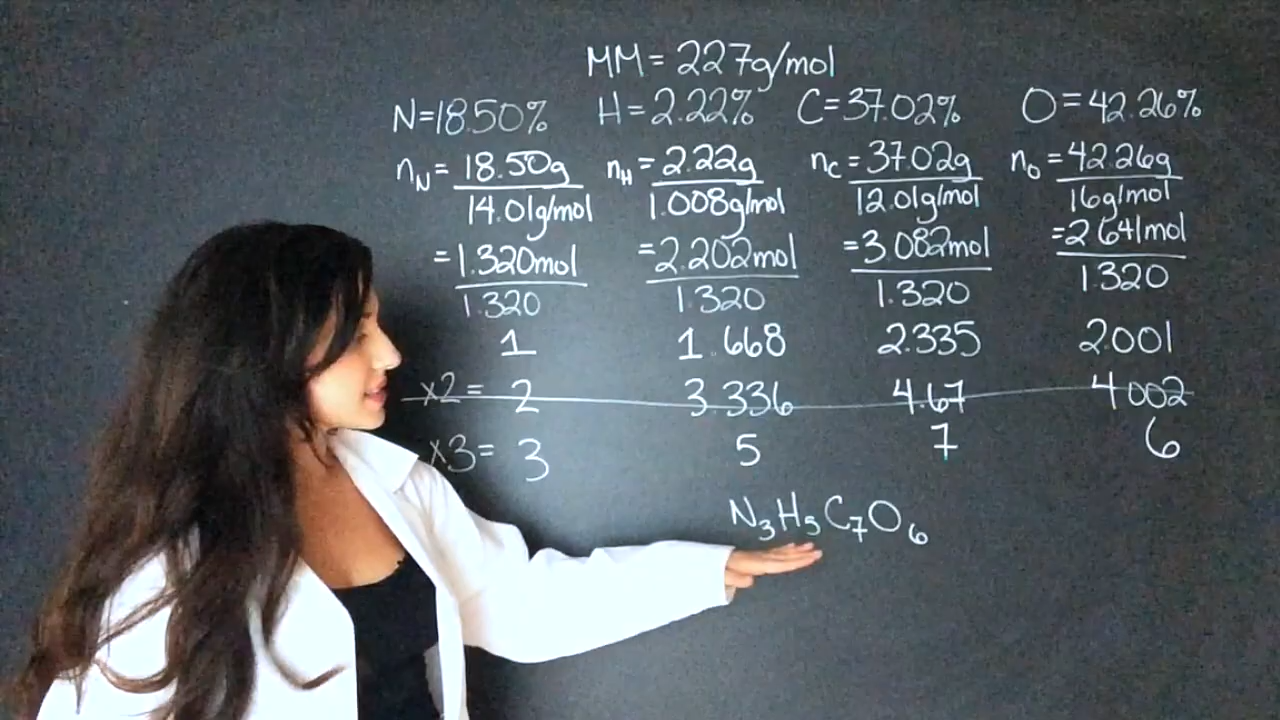 MM = 227g/mol
N=18.50% H=2.22% C=37.02% O=42.26%
nN = 18.50g nH = 2.22g nC = 37.02g nO = 42.26g
14.01g/mol 1.008g/mol 12.01g/mol 16g/mol
=1.320mol =2.202mol =3.082mol =2.641mol
1.320 1.320 1.320 1.320
1 1.668 2.335 2.001
x2= 2 3.336 4.67 4.002
x3= 3 5 7 6
N3H5C7O6